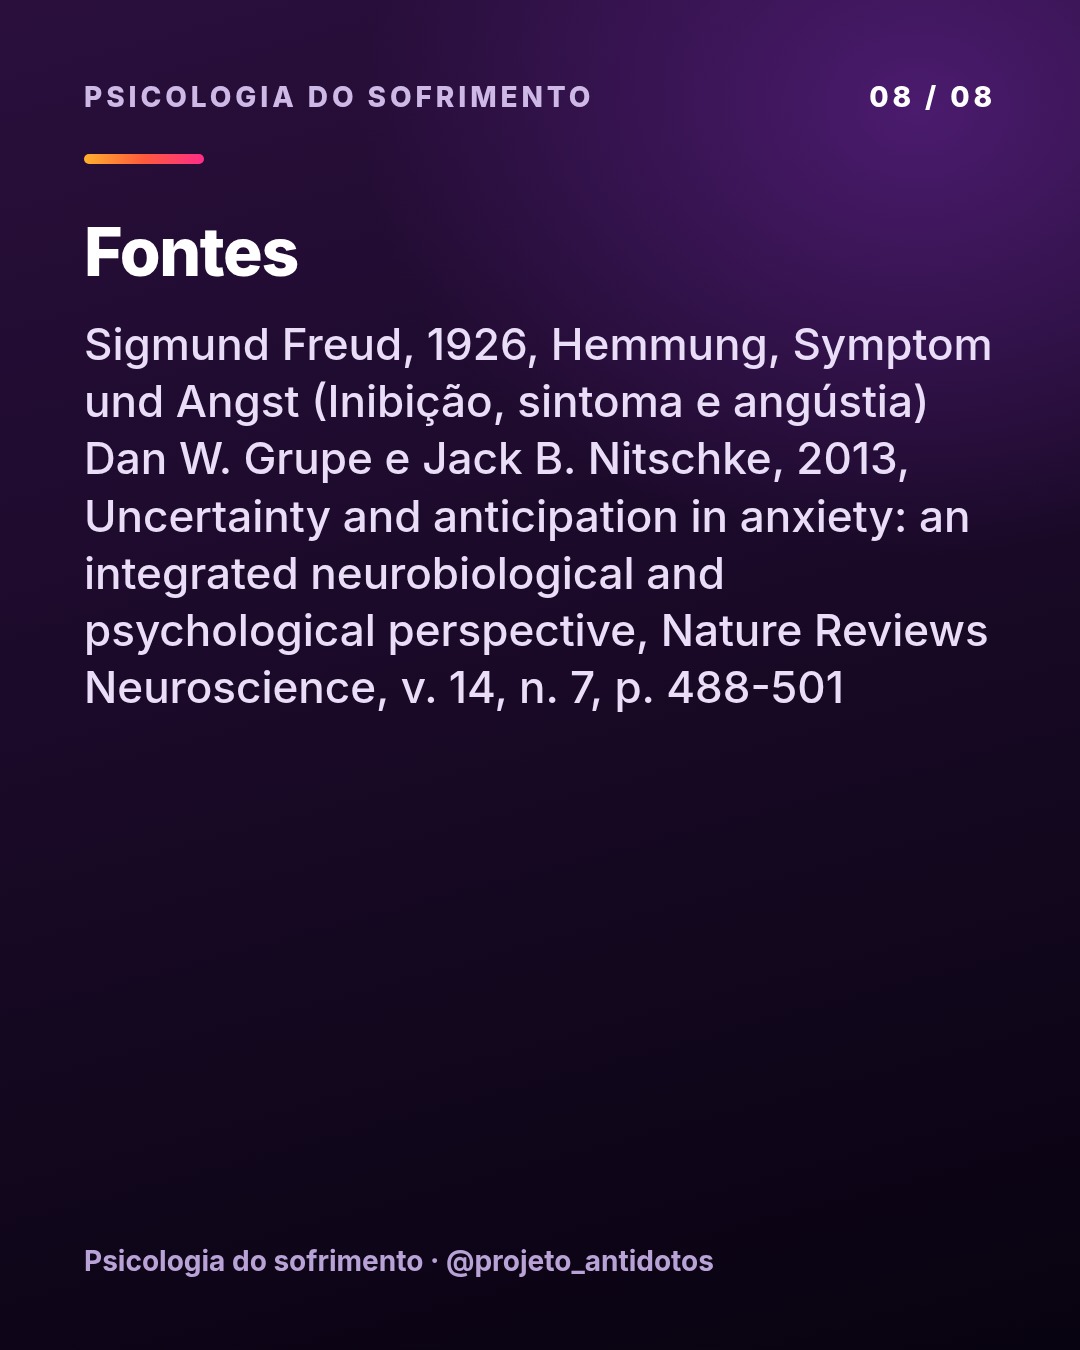 PSICOLOGIA DO SOFRIMENTO
08 / 08
Fontes
Sigmund Freud, 1926, Hemmung, Symptom
und Angst (Inibição, sintoma e angústia)
Dan W. Grupe e Jack B. Nitschke, 2013,
Uncertainty and anticipation in anxiety: an
integrated neurobiological and
psychological perspective, Nature Reviews
Neuroscience, v. 14, n. 7, p. 488-501
Psicologia do sofrimento · @projeto_antidotos